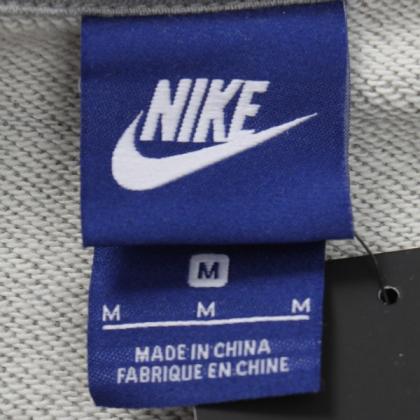 NIKE
M
M M M
MADE IN CHINA
FABRIQUE EN CHINE